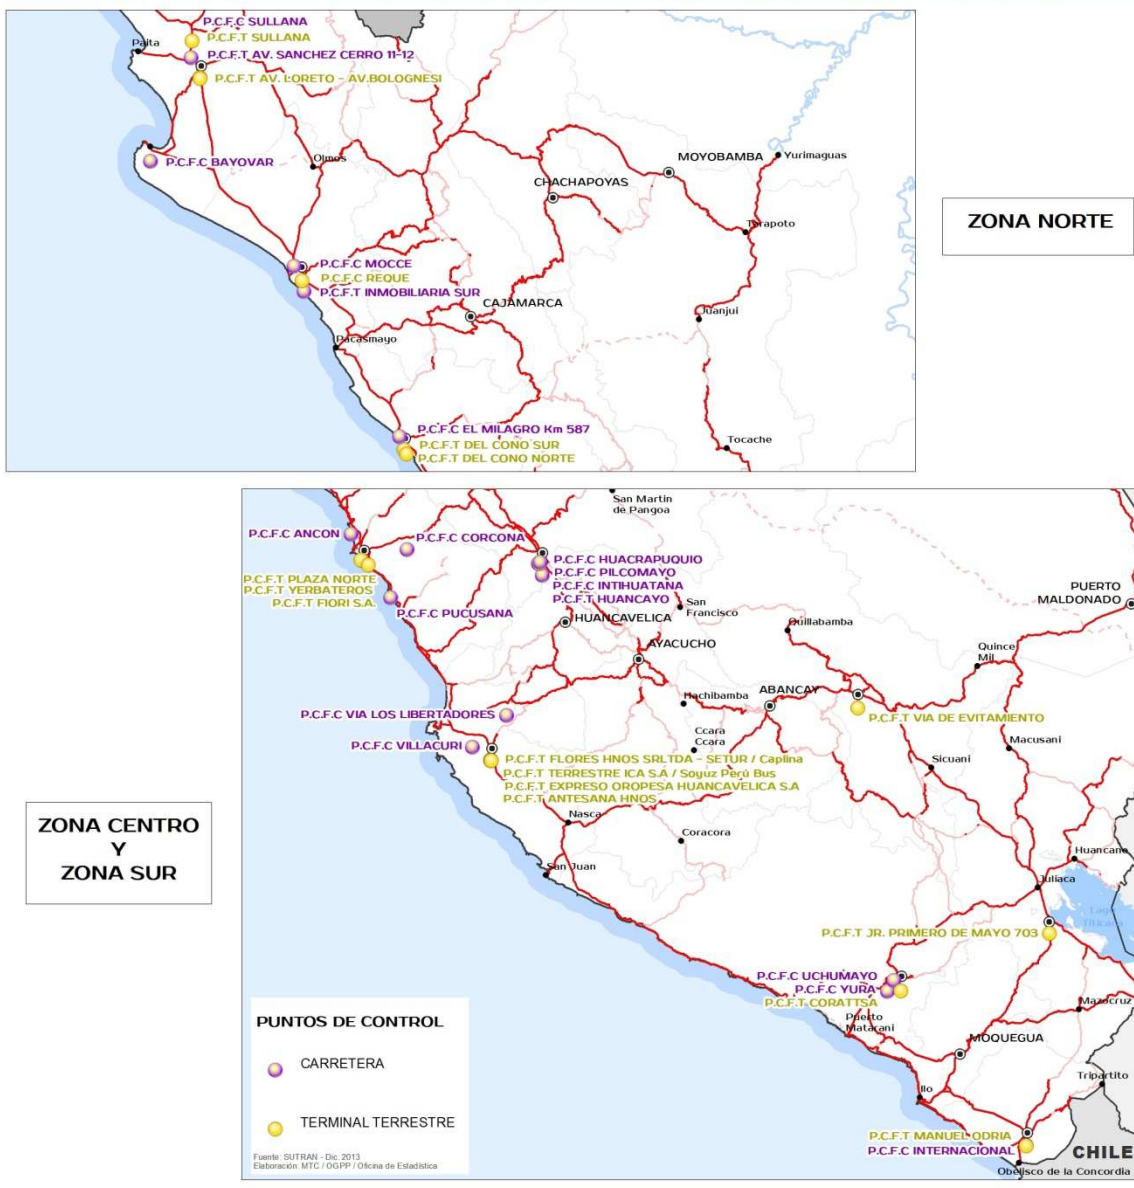 P.C.F.C SULLANA
P.C.F.T SULLANA
Paita
P.C.F.T AV. SANCHEZ CERRO 11-12
P.C.F.T AV. LORETO - AV.BOLOGNESI
P.C.F.C BAYOVAR
Olmos
MOYOBAMBA
Yurimaguas
CHACHAPOYAS
Tarapoto
ZONA NORTE
P.C.F.C MOCCE
P.C.F.C REQUE
P.C.F.T INMOBILIARIA SUR
CAJAMARCA
Juanjui
Pacasmayo
P.C.F.C EL MILAGRO Km 587
P.C.F.T DEL CONO SUR
P.C.F.T DEL CONO NORTE
Tocache
San Martin
de Pangoa
P.C.F.C ANCON
P.C.F.C CORCONA
P.C.F.C HUACRAPUQUIO
P.C.F.C PILCOMAYO
P.C.F.C INTIHUATANA
P.C.F.T HUANCAYO
P.C.F.T PLAZA NORTE
P.C.F.T YERBATEROS
P.C.F.T FIORI S.A.
P.C.F.C PUCUSANA
PUERTO
MALDONADO
San
Francisco
HUANCAVELICA
Quillabamba
AYACUCHO
Quince
Mil
Hachibamba
ABANCAY
P.C.F.C VIA LOS LIBERTADORES
P.C.F.T VIA DE EVITAMIENTO
P.C.F.C VILLACURI
Ccara
Ccara
Macusani
P.C.F.T FLORES HNOS SRLTDA - SETUR / Caplina
P.C.F.T TERRESTRE ICA S.A / Soyuz Perú Bus
P.C.F.T EXPRESO OROPESA HUANCAVELICA S.A
P.C.F.T ANTESANA HNOS
Sicuani
ZONA CENTRO
Y
ZONA SUR
Nasca
Coracora
San Juan
Huancane
Juliaca
Lago
Titicaca
P.C.F.T JR. PRIMERO DE MAYO 703
P.C.F.C UCHUMAYO
P.C.F.C YURA
P.C.F.T CORATTSA
Puerto
Matarani
Mazocruz
MOQUEGUA
Tripartito
Ilo
P.C.F.T MANUEL ODRIA
P.C.F.C INTERNACIONAL
CHILE
Obelisco de la Concordia
PUNTOS DE CONTROL
CARRETERA
TERMINAL TERRESTRE
Fuente: SUTRAN - Dic. 2013
Elaboración: MTC / OGPP / Oficina de Estadística